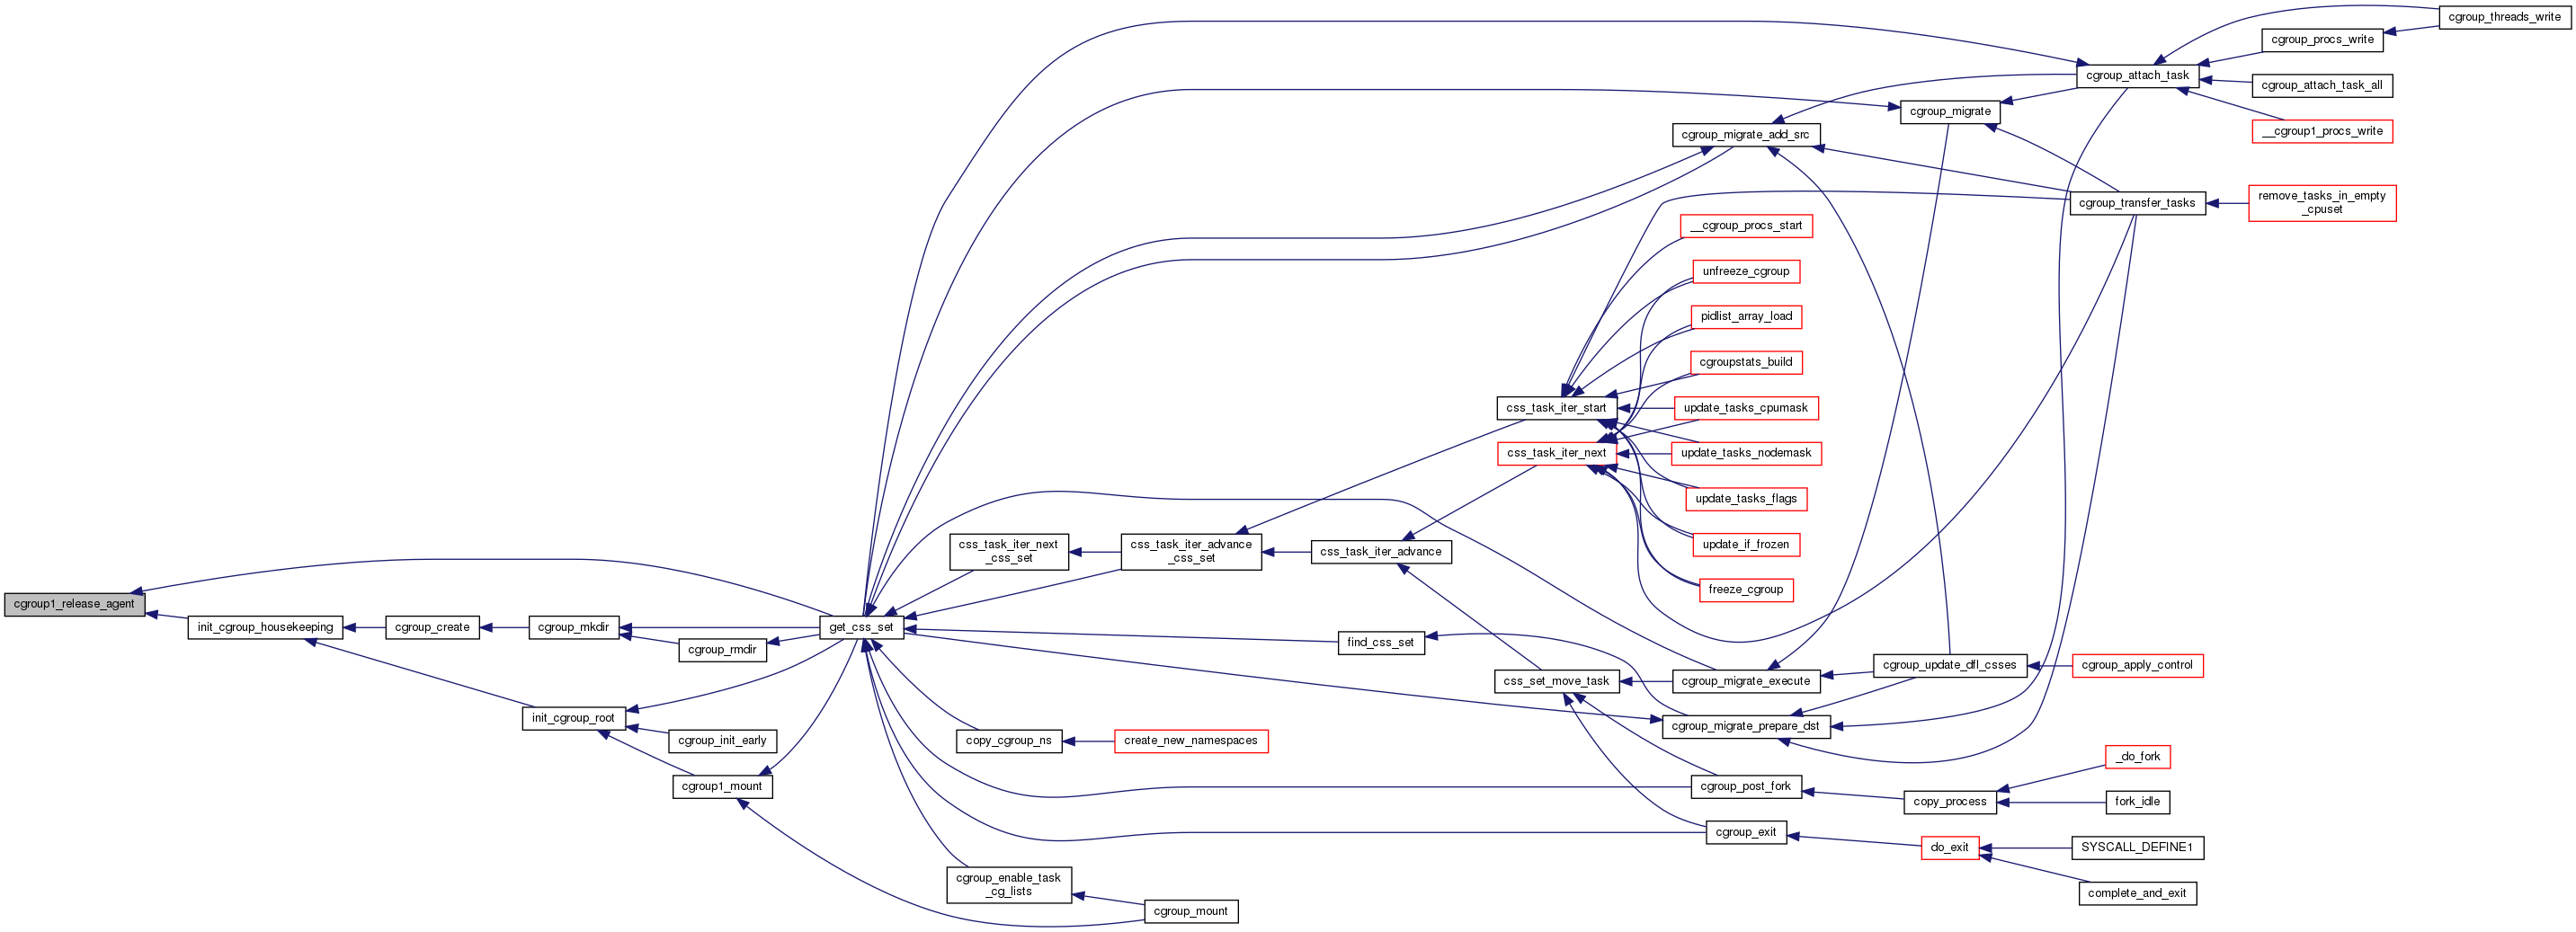 cgroup_threads_write
cgroup_procs_write
cgroup_attach_task
cgroup_attach_task_all
cgroup_migrate
__cgroup1_procs_write
cgroup_migrate_add_src
remove_tasks_in_empty
_cpuset
cgroup_transfer_tasks
__cgroup_procs_start
unfreeze_cgroup
pidlist_array_load
cgroupstats_build
css_task_iter_start
update_tasks_cpumask
css_task_iter_next
update_tasks_nodemask
update_tasks_flags
css_task_iter_next
_css_set
css_task_iter_advance
_css_set
css_task_iter_advance
update_if_frozen
freeze_cgroup
cgroup1_release_agent
init_cgroup_housekeeping
cgroup_create
cgroup_mkdir
get_css_set
cgroup_rmdir
find_css_set
cgroup_update_dfl_csses
cgroup_apply_control
css_set_move_task
cgroup_migrate_execute
init_cgroup_root
cgroup_migrate_prepare_dst
cgroup_init_early
copy_cgroup_ns
create_new_namespaces
_do_fork
cgroup1_mount
cgroup_post_fork
copy_process
fork_idle
cgroup_exit
do_exit
SYSCALL_DEFINE1
cgroup_enable_task
_cg_lists
complete_and_exit
cgroup_mount